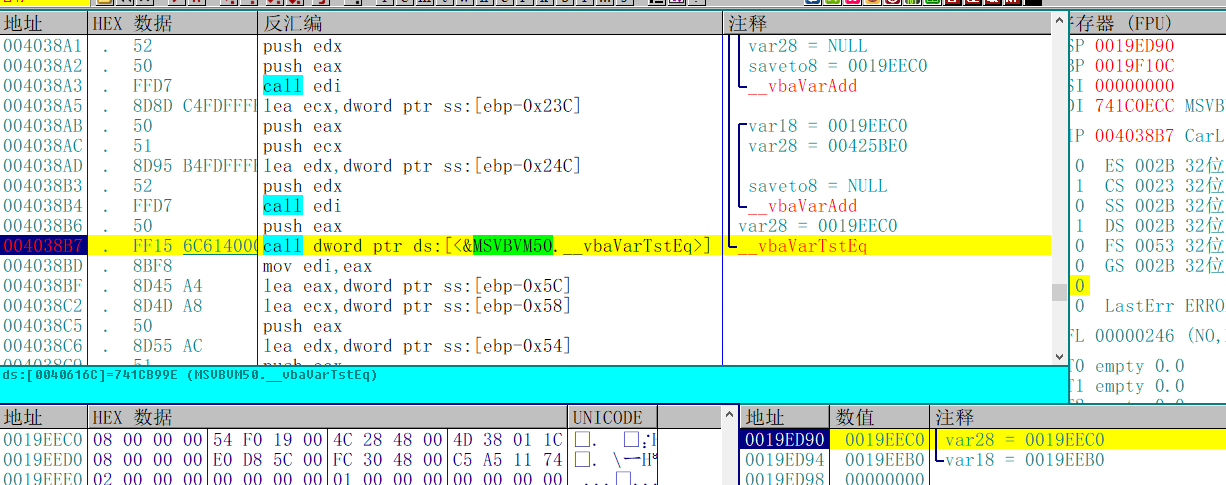 地址 HEX 数据 反汇编 注释 存器 (FPU)
004038A1 . 52 push edx var28 = NULL SP 0019ED90
004038A2 . 50 push eax saveto8 = 0019EEC0 BP 0019F10C
004038A3 . FFD7 call edi __vbaVarAdd SI 00000000
004038A5 . 8D8D C4FDFFF lea ecx,dword ptr ss:[ebp-0x23C] DI 741C0ECC MSVB
004038AB . 50 push eax var18 = 0019EEC0
004038AC . 51 push ecx var28 = 00425BE0 IP 004038B7 CarL
004038AD . 8D95 B4FDFFF lea edx,dword ptr ss:[ebp-0x24C] 0 ES 002B 32位
004038B3 . 52 push edx saveto8 = NULL 1 CS 0023 32位
004038B4 . FFD7 call edi __vbaVarAdd 0 SS 002B 32位
004038B6 . 50 push eax var28 = 0019EEC0 1 DS 002B 32位
004038B7 . FF15 6C614000 call dword ptr ds:[<&MSVBVM50.__vbaVarTstEq>] __vbaVarTstEq 0 FS 0053 32位
004038BD . 8BF8 mov edi,eax 0 GS 002B 32位
004038BF . 8D45 A4 lea eax,dword ptr ss:[ebp-0x5C] 0
004038C2 . 8D4D A8 lea ecx,dword ptr ss:[ebp-0x58] 0 LastErr ERRO
004038C5 . 50 push eax
004038C6 . 8D55 AC lea edx,dword ptr ss:[ebp-0x54] FL 00000246 (NO,
T0 empty 0.0
ds:[0040616C]=741CB99E (MSVBVM50.__vbaVarTstEq) T1 empty 0.0
地址 HEX 数据 UNICODE 地址 数值 注释
0019EEC0 08 00 00 00 54 F0 19 00 4C 28 48 00 4D 38 01 1C 0019ED90 0019EEC0 var28 = 0019EEC0
0019EED0 08 00 00 00 E0 D8 5C 00 FC 30 48 00 C5 A5 11 74 0019ED94 0019EEB0 var18 = 0019EEB0
0019EEE0 02 00 00 00 00 00 00 00 01 00 00 00 00 00 00 00 0019ED98 00000000